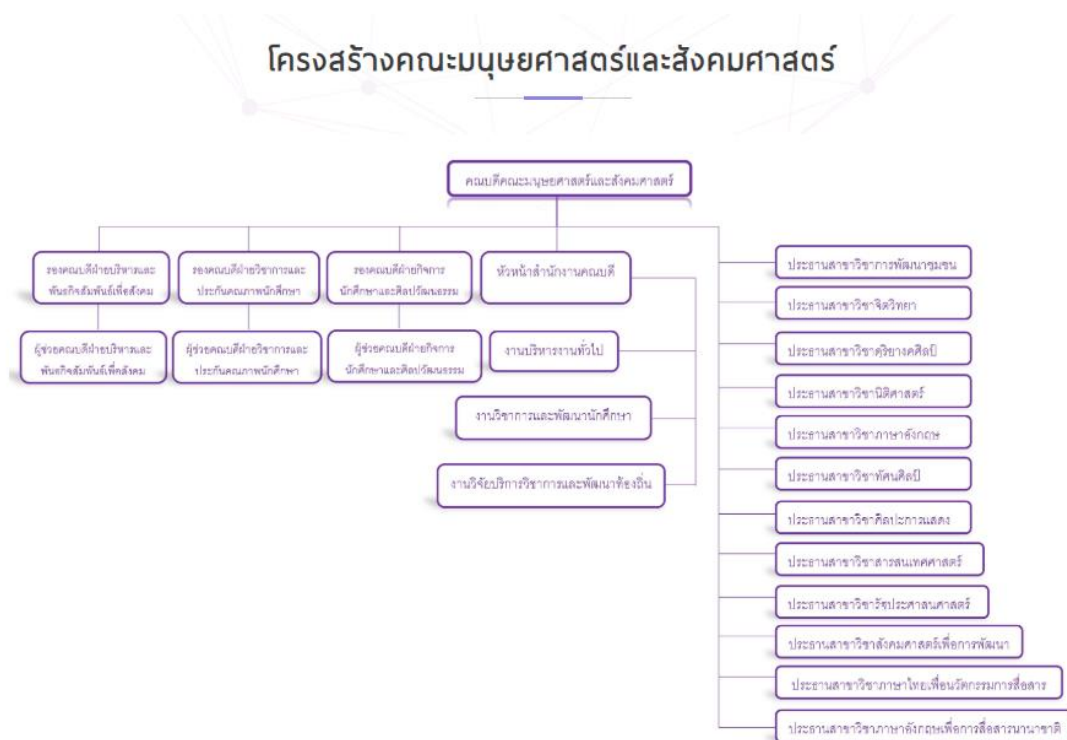 โครงสร้างคณะมนุษยศาสตร์และสังคมศาสตร์
คณบดีคณะมนุษยศาสตร์และสังคมศาสตร์
รองคณบดีฝ่ายบริหารและ
พันธกิจสัมพันธ์เพื่อสังคม
รองคณบดีฝ่ายวิชาการและ
ประกันคุณภาพนักศึกษา
รองคณบดีฝ่ายกิจการ
นักศึกษาและศิลปวัฒนธรรม
หัวหน้าสำนักงานคณบดี
ผู้ช่วยคณบดีฝ่ายบริหารและ
พันธกิจสัมพันธ์เพื่อสังคม
ผู้ช่วยคณบดีฝ่ายวิชาการและ
ประกันคุณภาพนักศึกษา
ผู้ช่วยคณบดีฝ่ายกิจการ
นักศึกษาและศิลปวัฒนธรรม
งานบริหารงานทั่วไป
งานวิชาการและพัฒนานักศึกษา
งานวิจัยบริการวิชาการและพัฒนาท้องถิ่น
ประธานสาขาวิชาการพัฒนาชุมชน
ประธานสาขาวิชาจิตวิทยา
ประธานสาขาวิชาดุริยางคศิลป์
ประธานสาขาวิชานิติศาสตร์
ประธานสาขาวิชาภาษาอังกฤษ
ประธานสาขาวิชาทัศนศิลป์
ประธานสาขาวิชาศิลปะการแสดง
ประธานสาขาวิชาสารสนเทศศาสตร์
ประธานสาขาวิชารัฐประศาสนศาสตร์
ประธานสาขาวิชาสังคมศาสตร์เพื่อการพัฒนา
ประธานสาขาวิชาภาษาไทยเพื่อนวัตกรรมการสื่อสาร
ประธานสาขาวิชาภาษาอังกฤษเพื่อการสื่อสารนานาชาติ